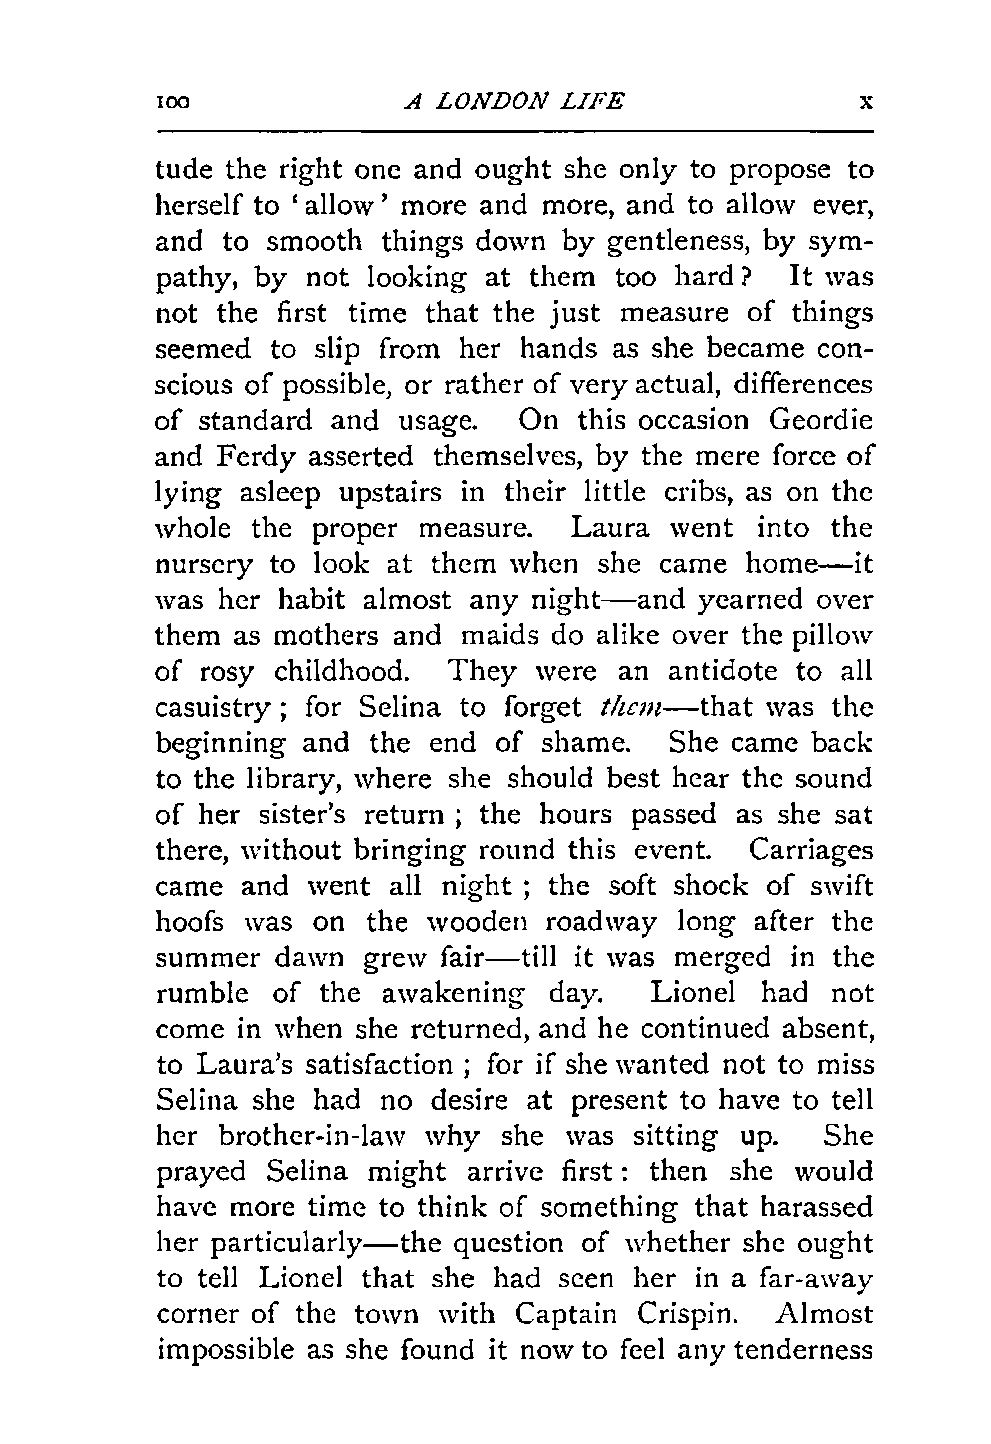 100 A LONDON LIFE X
tude the right one and ought she only to propose to
herself to ‘allow’ more and more, and to allow ever,
and to smooth things down by gentleness, by sym-
pathy, by not looking at them too hard? It was
not the first time that the just measure of things
seemed to slip from her hands as she became con-
scious of possible, or rather of very actual, differences
of standard and usage. On this occasion Geordie
and Ferdy asserted themselves, by the mere force of
lying asleep upstairs in their little cribs, as on the
whole the proper measure. Laura went into the
nursery to look at them when she came home—it
was her habit almost any night—and yearned over
them as mothers and maids do alike over the pillow
of rosy childhood. They were an antidote to all
casuistry; for Selina to forget them—that was the
beginning and the end of shame. She came back
to the library, where she should best hear the sound
of her sister's return; the hours passed as she sat
there, without bringing round this event. Carriages
came and went all night; the soft shock of swift
hoofs was on the wooden roadway long after the
summer dawn grew fair—till it was merged in the
rumble of the awakening day. Lionel had not
come in when she returned, and he continued absent,
to Laura's satisfaction; for if she wanted not to miss
Selina she had no desire at present to have to tell
her brother-in-law why she was sitting up. She
prayed Selina might arrive first: then she would
have more time to think of something that harassed
her particularly—the question of whether she ought
to tell Lionel that she had seen her in a far-away
corner of the town with Captain Crispin. Almost
impossible as she found it now to feel any tenderness